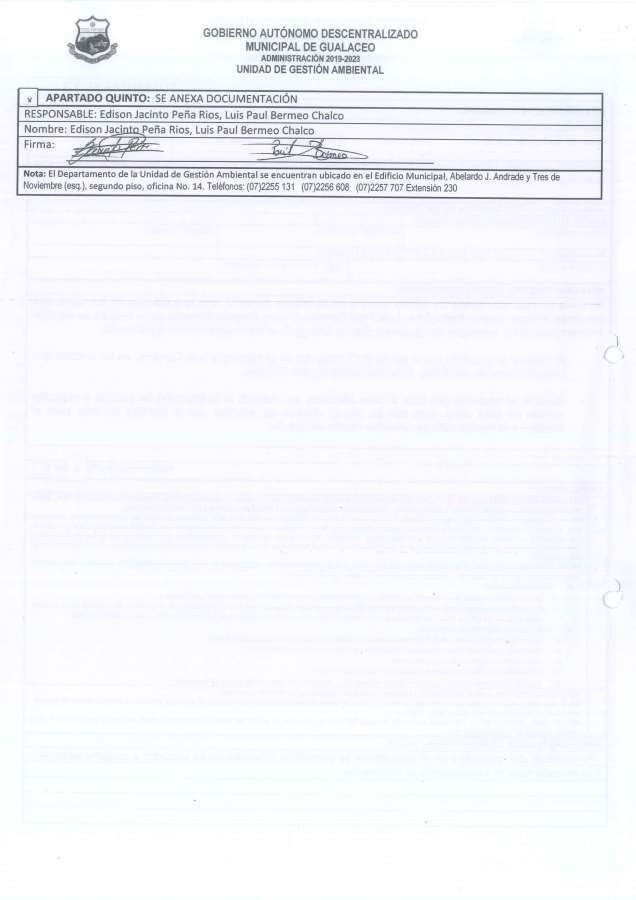 GOBIERNO AUTÓNOMO DESCENTRALIZADO
MUNICIPAL DE GUALACEO
ADMINISTRACIÓN 2019-2023
UNIDAD DE GESTIÓN AMBIENTAL
x APARTADO QUINTO: SE ANEXA DOCUMENTACIÓN
RESPONSABLE: Edison Jacinto Peña Rios, Luis Paul Bermeo Chalco
Nombre: Edison Jacinto Peña Rios, Luis Paul Bermeo Chalco
Firma: Paúl Bermeo
Nota: El Departamento de la Unidad de Gestión Ambiental se encuentran ubicado en el Edificio Municipal, Abelardo J. Andrade y Tres de
Noviembre (esq.), segundo piso, oficina No. 14. Teléfonos: (07)2255 131 (07)2256 608 (07)2257 707 Extensión 230